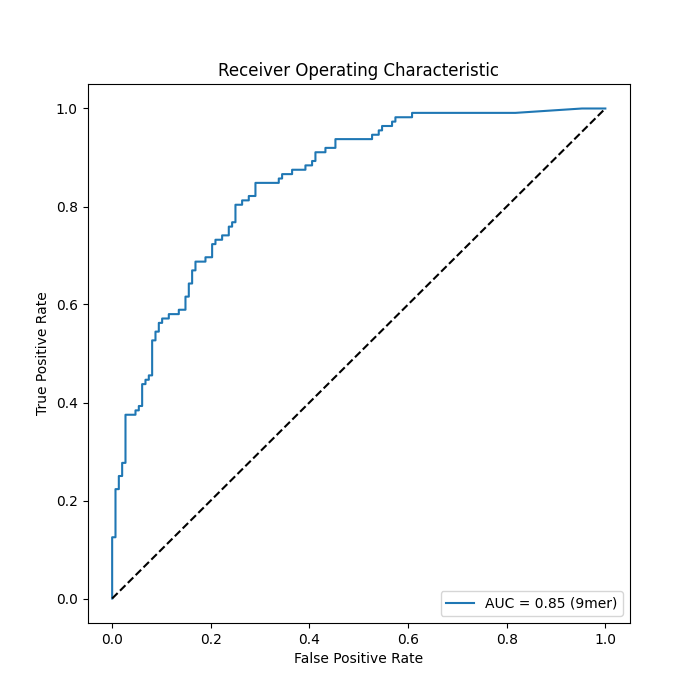 Receiver Operating Characteristic
True Positive Rate
1.0
0.8
0.6
0.4
0.2
0.0
AUC = 0.85 (9mer)
0.0 0.2 0.4 0.6 0.8 1.0
False Positive Rate